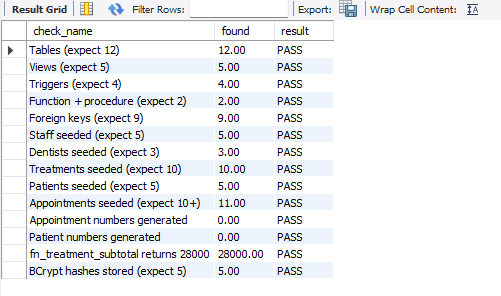 Result Grid Filter Rows: Export: Wrap Cell Content:
check_name found result
Tables (expect 12) 12.00 PASS
Views (expect 5) 5.00 PASS
Triggers (expect 4) 4.00 PASS
Function + procedure (expect 2) 2.00 PASS
Foreign keys (expect 9) 9.00 PASS
Staff seeded (expect 5) 5.00 PASS
Dentists seeded (expect 3) 3.00 PASS
Treatments seeded (expect 10) 10.00 PASS
Patients seeded (expect 5) 5.00 PASS
Appointments seeded (expect 10+) 11.00 PASS
Appointment numbers generated 0.00 PASS
Patient numbers generated 0.00 PASS
fn_treatment_subtotal returns 28000 28000.00 PASS
BCrypt hashes stored (expect 5) 5.00 PASS